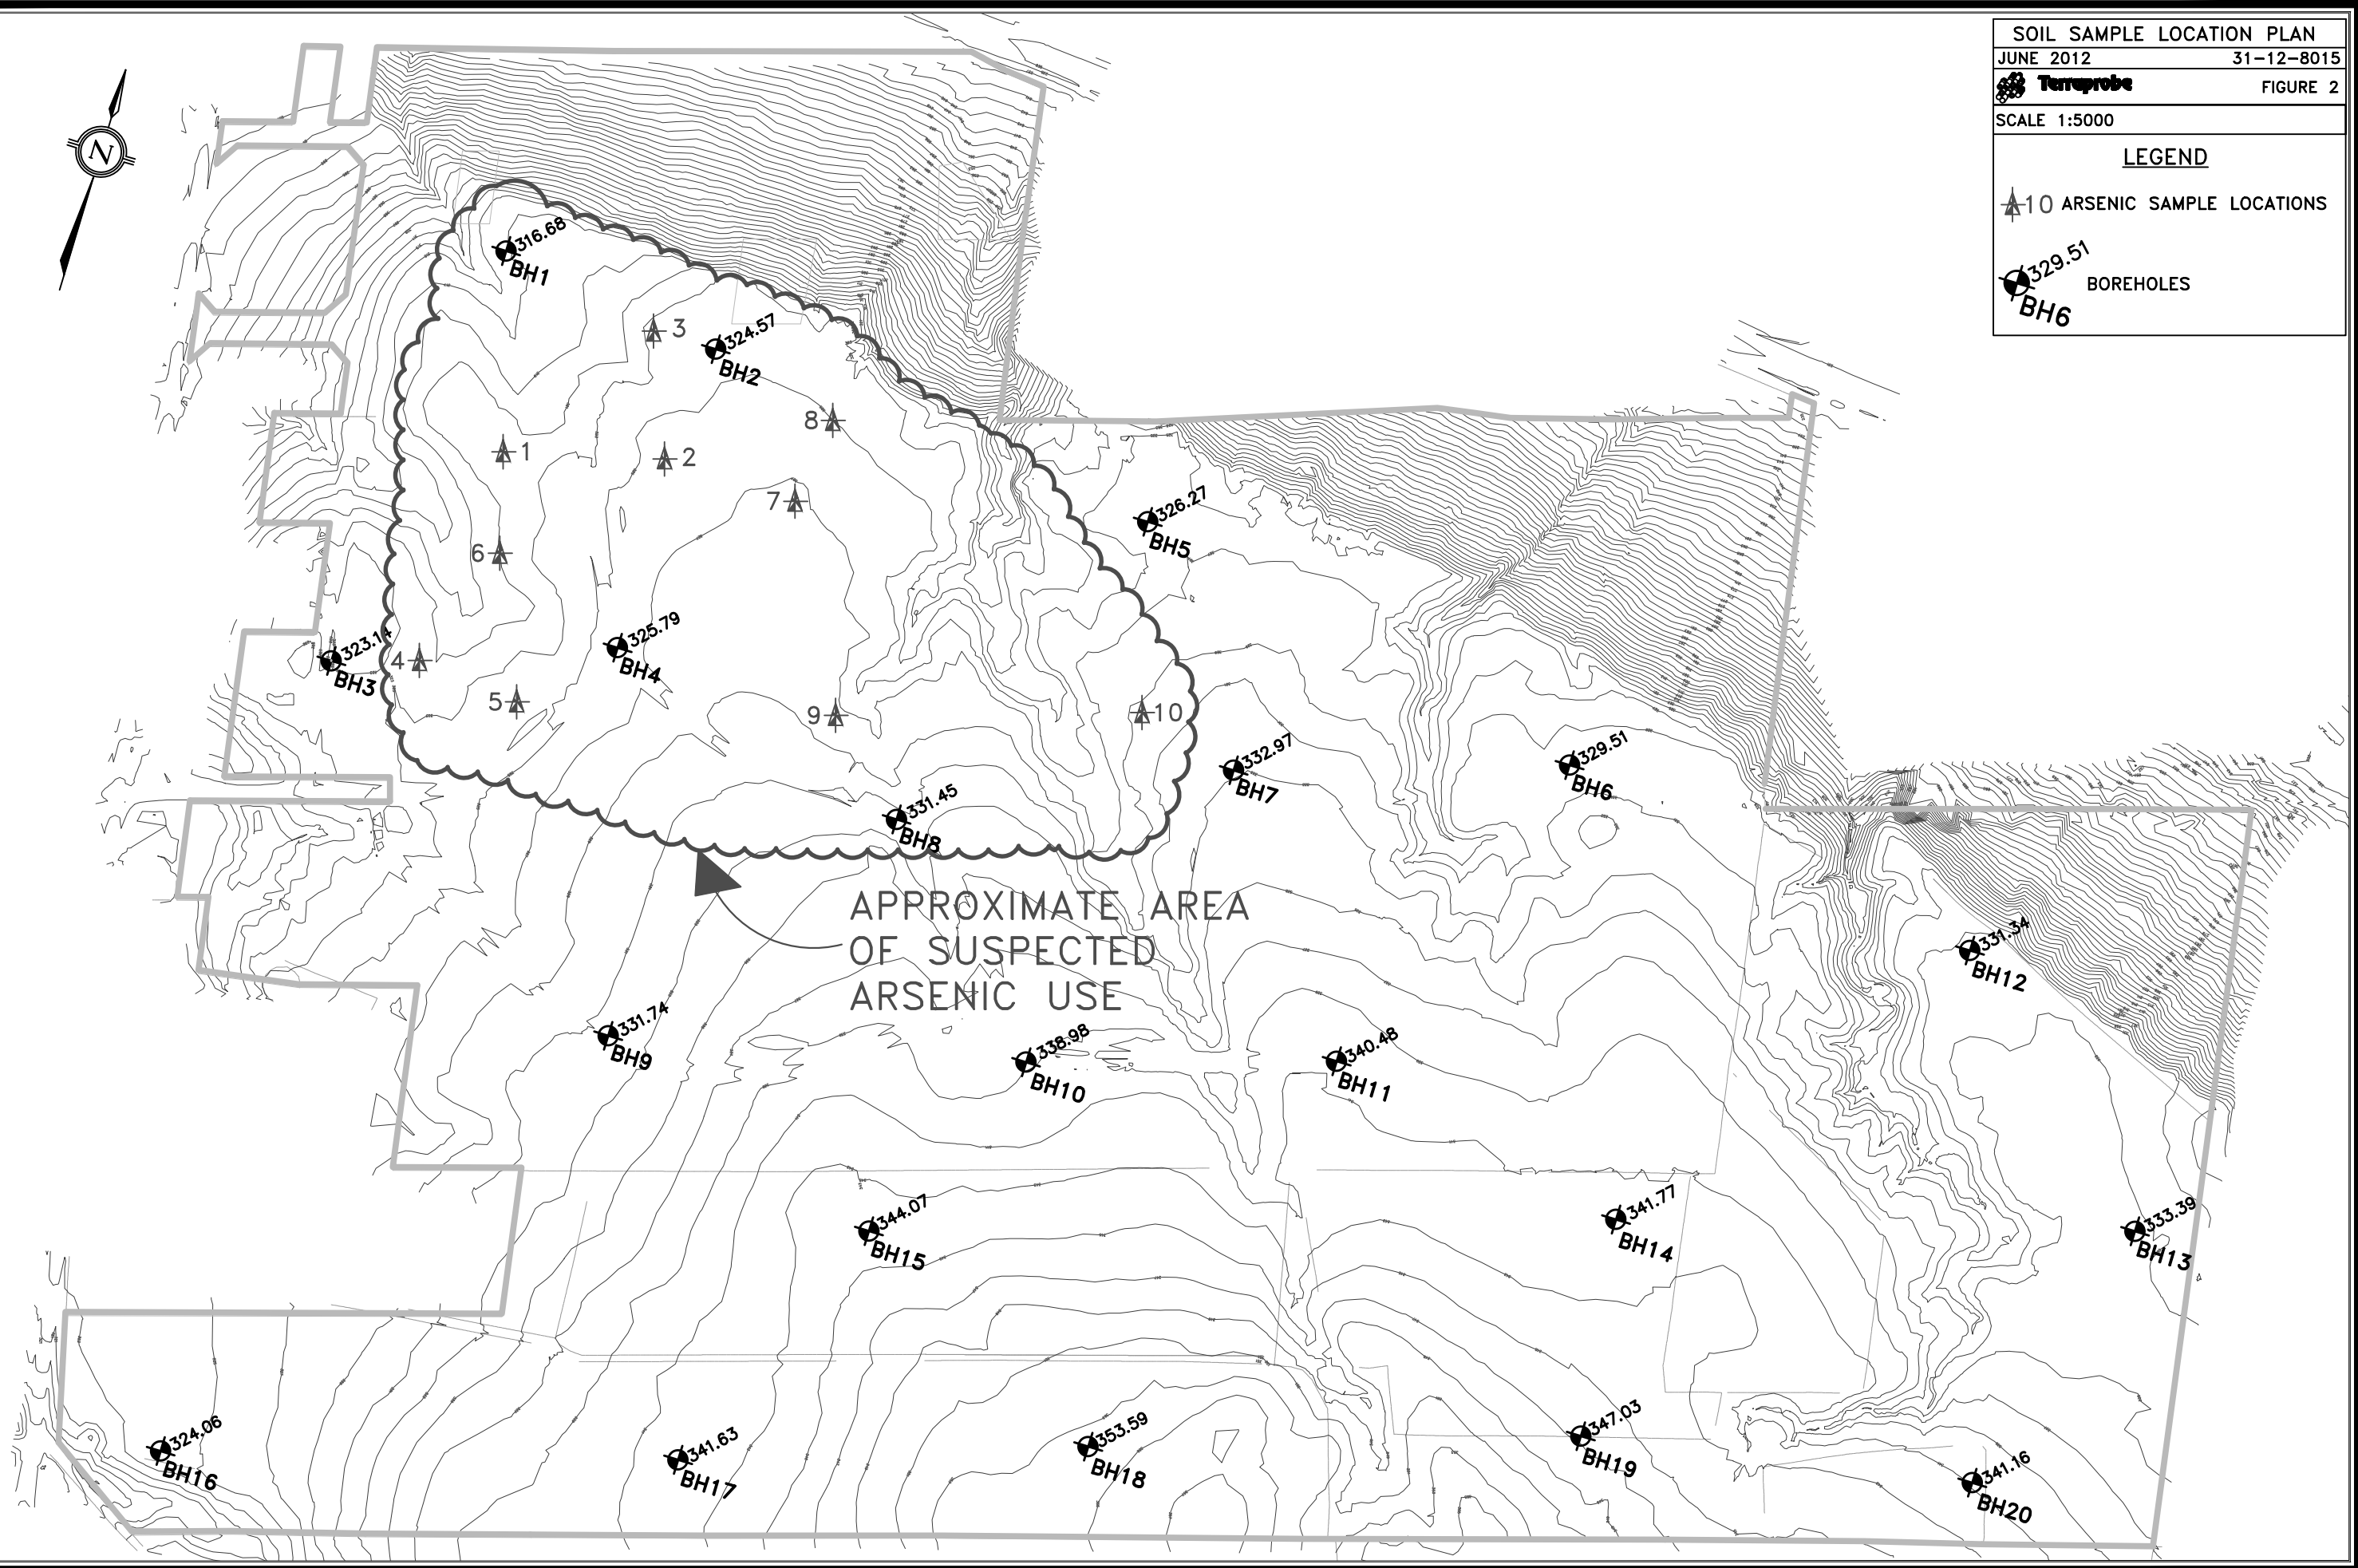 SOIL SAMPLE LOCATION PLAN
JUNE 2012 31-12-8015
Terraprobe FIGURE 2
SCALE 1:5000
LEGEND
10 ARSENIC SAMPLE LOCATIONS
329.51
BH6 BOREHOLES
N
316.68
BH1
3
324.57
BH2
8
1
2
7
326.27
BH5
6
323.14
BH3
4
325.79
BH4
5
9
10
332.97
BH7
329.51
BH6
331.45
BH8
APPROXIMATE AREA
OF SUSPECTED
ARSENIC USE
331.34
BH12
331.74
BH9
338.98
BH10
340.48
BH11
344.07
BH15
341.77
BH14
333.39
BH13
324.06
BH16
341.63
BH17
353.59
BH18
347.03
BH19
341.16
BH20